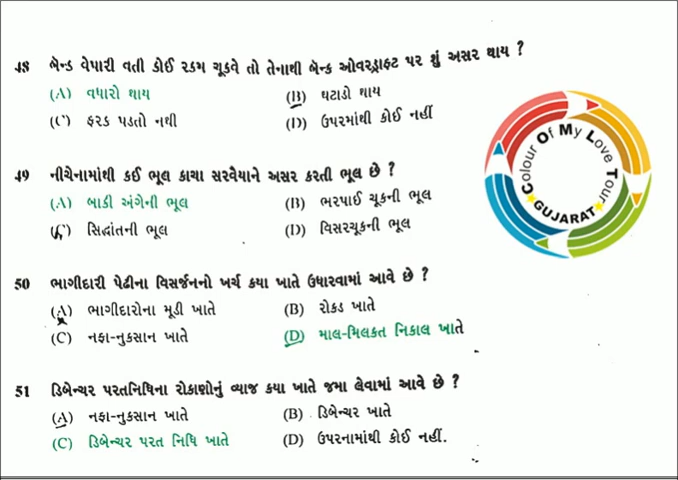 48 બેન્ક વેપારી વતી કોઈ રકમ ચૂકવે તો તેનાથી બેન્ક ઓવરડ્રાફ્ટ પર શું અસર થાય ?
(A) વધારો થાય (B) ઘટાડો થાય
(C) ફરક પડતો નથી (D) ઉપરમાંથી કોઈ નહીં
49 નીચેનામાંથી કઈ ભૂલ કાચા સરવૈયાને અસર કરતી ભૂલ છે ?
(A) બાકી અંગેની ભૂલ (B) ભરપાઈ ચૂકની ભૂલ
(C) સિદ્ધાંતની ભૂલ (D) વિસરચૂકની ભૂલ
50 ભાગીદારી પેઢીના વિસર્જનનો ખર્ચ કયા ખાતે ઉધારવામાં આવે છે ?
(A) ભાગીદારોના મૂડી ખાતે (B) રોકડ ખાતે
(C) નફા-નુકસાન ખાતે (D) માલ-મિલકત નિકાલ ખાતે
51 ડિબેન્ચર પરતનિધિના રોકાણોનું વ્યાજ કયા ખાતે જમા લેવામાં આવે છે ?
(A) નફા-નુકસાન ખાતે (B) . ડિબેન્ચર ખાતે
(C) ડિબેન્ચર પરત નિધિ ખાતે (D) ઉપરનામાંથી કોઈ નહીં.
Colour Of My Love Tour
GUJARAT